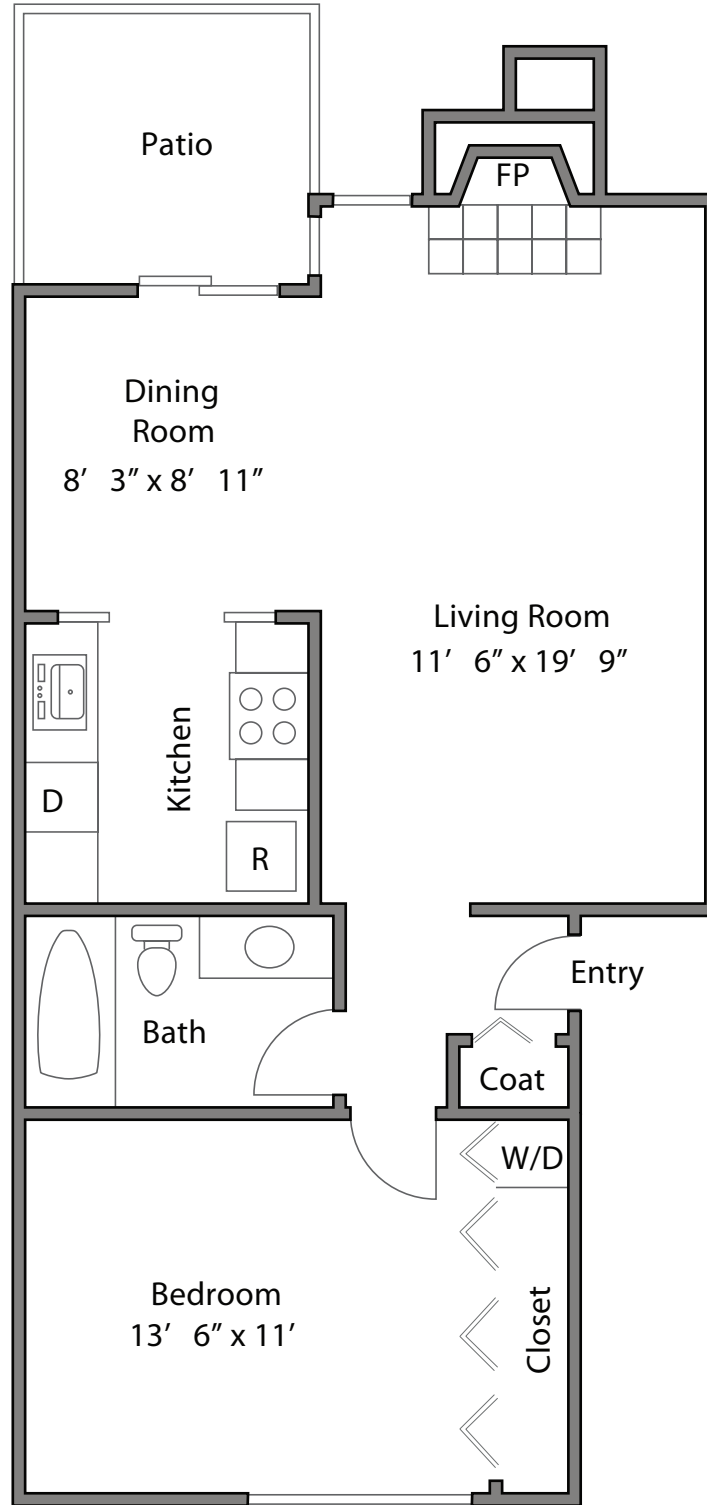 Patio
FP
Dining
Room
8′ 3″ x 8′ 11″
Living Room
11′ 6″ x 19′ 9″
Kitchen
D
R
Entry
Bath
Coat
W/D
Bedroom
13′ 6″ x 11′
Closet